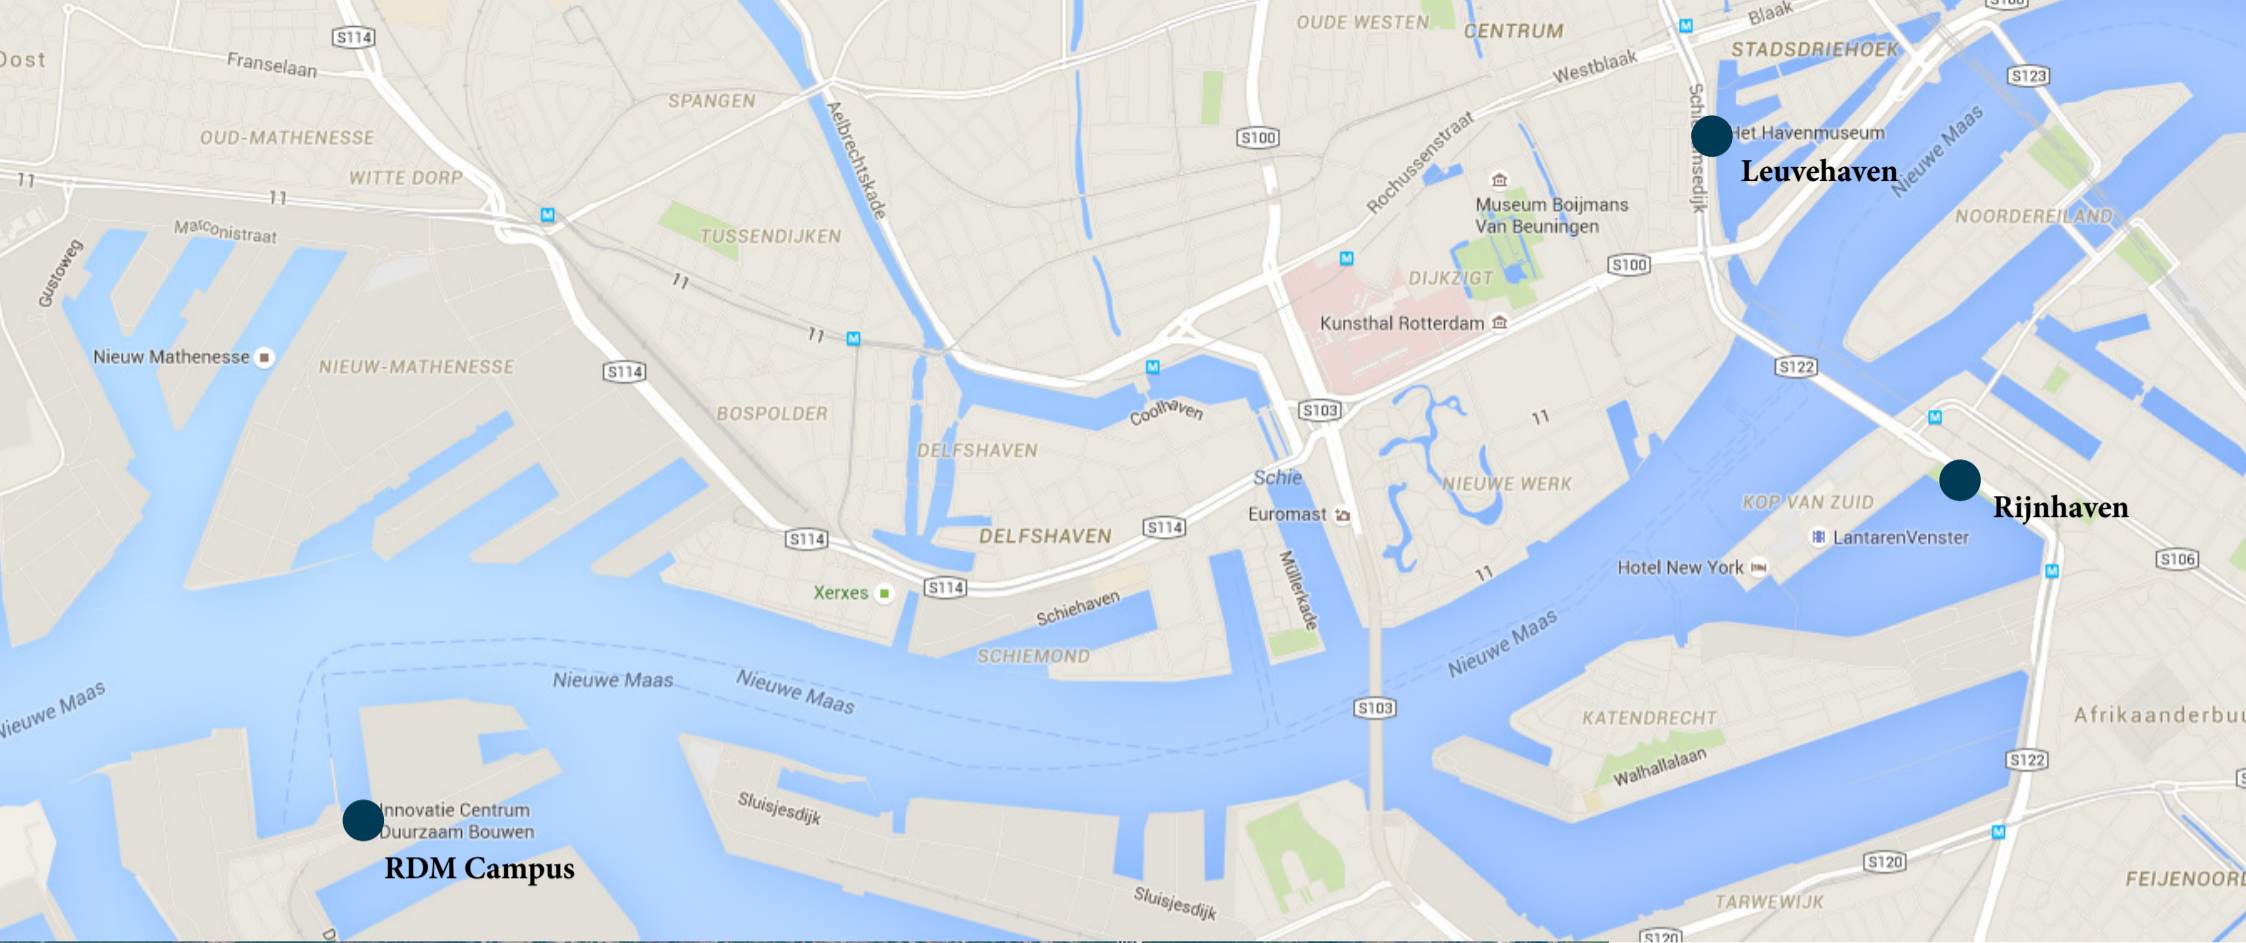 S114
Franselaan
Oost
OUD-MATHENESSE
WITTE DORP
11
11
Marconistraat
Gustoweg
Nieuw Mathenesse
NIEUW-MATHENESSE
SPANGEN
Aelbrechtskade
M
TUSSENDIJKEN
11
11
M
S114
BOSPOLDER
DELFSHAVEN
OUDE WESTEN
CENTRUM
Blaak
M
Westblaak
STADSDRIEHOEK
S100
S123
S100
Rochussenstraat
Het Havenmuseum
Leuvehaven
Nieuwe Maas
NOORDEREILAND
Museum Boijmans
Van Beuningen
M
DIJKZIGT
S100
Kunsthal Rotterdam
M
Coolhaven
S103
S122
11
M
Schie
NIEUWE WERK
KOP VAN ZUID
Rijnhaven
Euromast
S114
S114
DELFSHAVEN
LantarenVenster
Hotel New York
M
S106
11
Müllerkade
Xerxes
S114
Schiehaven
SCHIEMOND
Nieuwe Maas
Nieuwe Maas
Nieuwe Maas
Nieuwe Maas
S103
KATENDRECHT
Walhallalaan
Afrikaanderbu
S122
Innovatie Centrum
Duurzaam Bouwen
RDM Campus
Sluisjesdijk
Sluisjesdijk
M
S120
TARWEWIJK
FEIJENOORD
S120